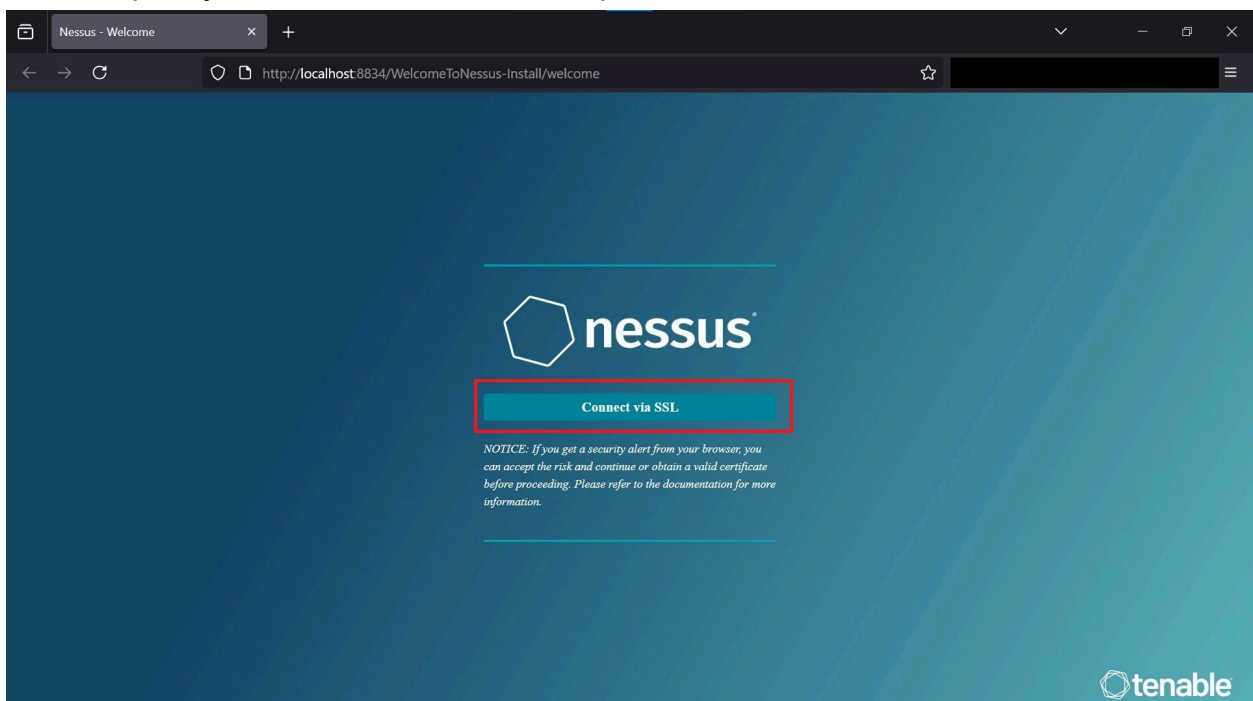 Nessus - Welcome
http://localhost:8834/WelcomeToNessus-Install/welcome
nessus
Connect via SSL
NOTICE: If you get a security alert from your browser, you
can accept the risk and continue or obtain a valid certificate
before proceeding. Please refer to the documentation for more
information.
tenable